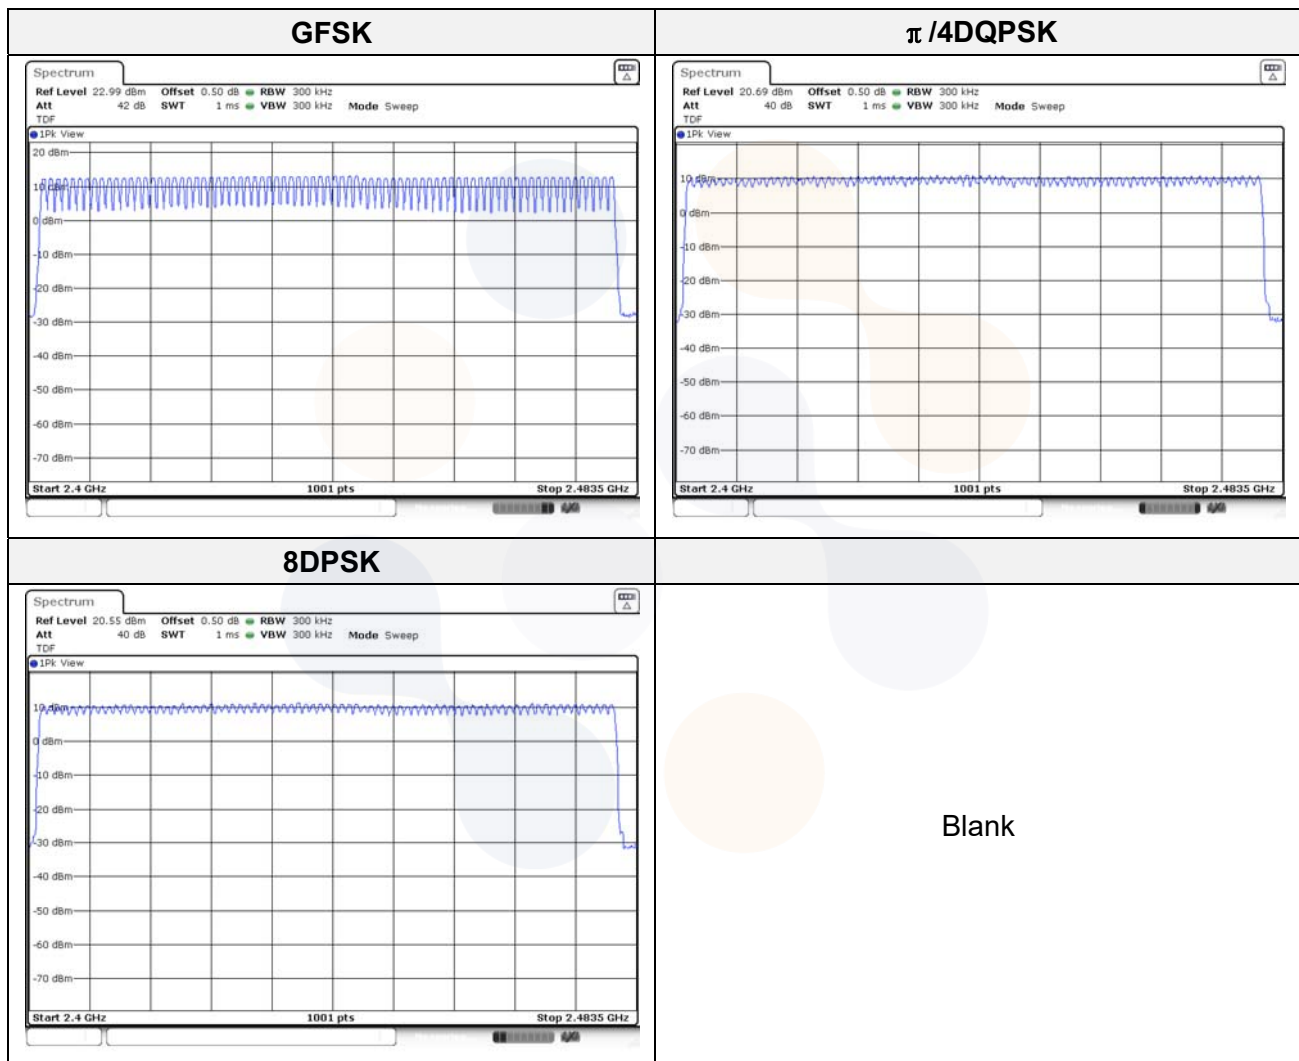 GFSK
Spectrum
Ref Level 22.99 dBm Offset 0.50 dB RBW 300 kHz
Att 42 dB SWT 1 ms VBW 300 kHz Mode Sweep
TDF
1Pk View
20 dBm
10 dBm
0 dBm
-10 dBm
-20 dBm
-30 dBm
-40 dBm
-50 dBm
-60 dBm
-70 dBm
Start 2.4 GHz 1001 pts Stop 2.4835 GHz
π /4DQPSK
Spectrum
Ref Level 20.69 dBm Offset 0.50 dB RBW 300 kHz
Att 40 dB SWT 1 ms VBW 300 kHz Mode Sweep
TDF
1Pk View
10 dBm
0 dBm
-10 dBm
-20 dBm
-30 dBm
-40 dBm
-50 dBm
-60 dBm
-70 dBm
Start 2.4 GHz 1001 pts Stop 2.4835 GHz
8DPSK
Spectrum
Ref Level 20.55 dBm Offset 0.50 dB RBW 300 kHz
Att 40 dB SWT 1 ms VBW 300 kHz Mode Sweep
TDF
1Pk View
10 dBm
0 dBm
-10 dBm
-20 dBm
-30 dBm
-40 dBm
-50 dBm
-60 dBm
-70 dBm
Start 2.4 GHz 1001 pts Stop 2.4835 GHz
Blank